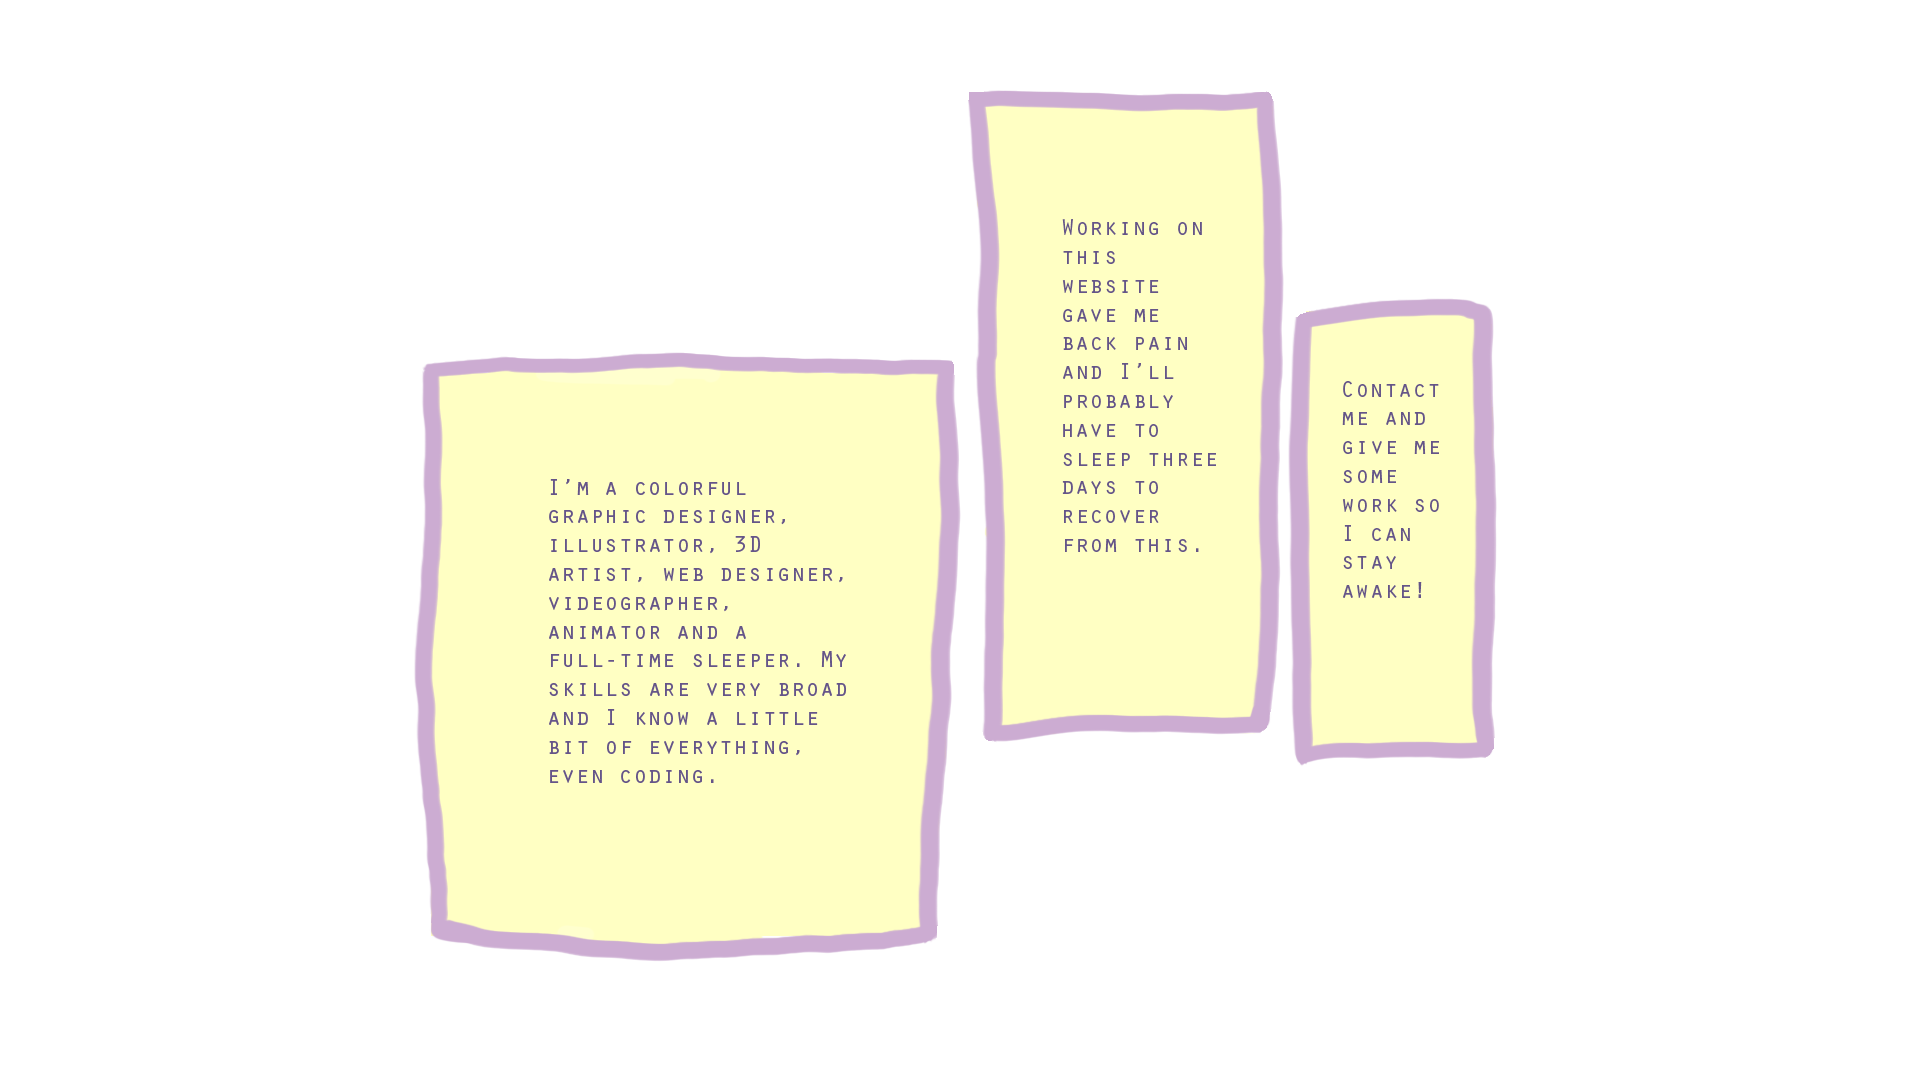 I'm a colorful
graphic designer,
illustrator, 3D
artist, web designer,
videographer,
animator and a
full-time sleeper. My
skills are very broad
and I know a little
bit of everything,
even coding.
Working on
this
website
gave me
back pain
and I'll
probably
have to
sleep three
days to
recover
from this.
Contact
me and
give me
some
work so
I can
stay
awake!